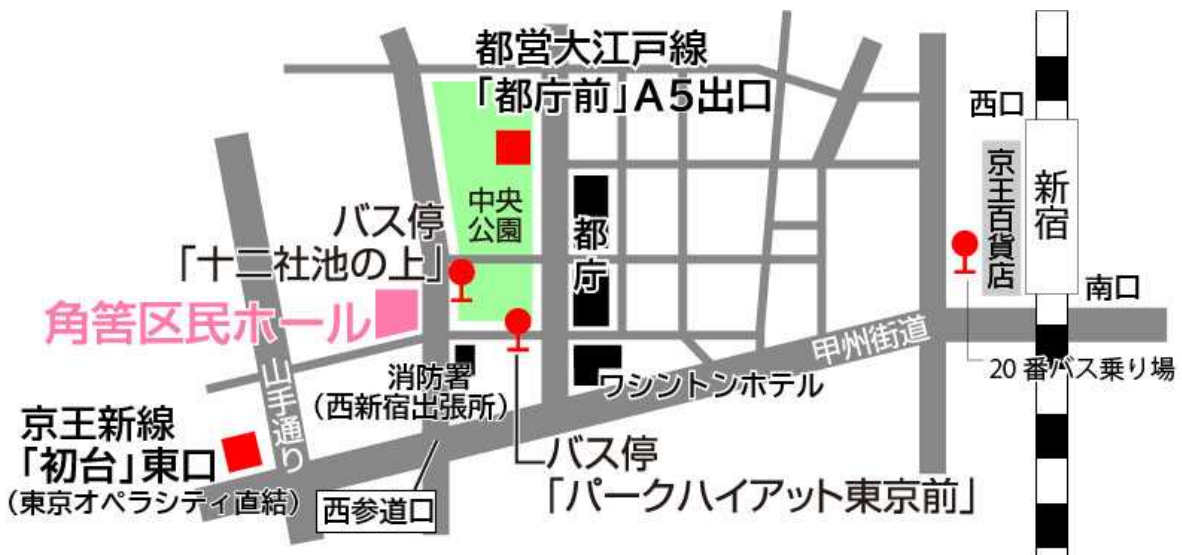 都営大江戸線
「都庁前」A5出口
西口
京王百貨店
新宿
中央
公園
都庁
バス停
「十二社池の上」
南口
角筈区民ホール
甲州街道
20番バス乗り場
消防署
(西新宿出張所)
ワシントンホテル
山手通り
京王新線
「初台」東口
(東京オペラシティ直結)
西参道口
バス停
「パークハイアット東京前」